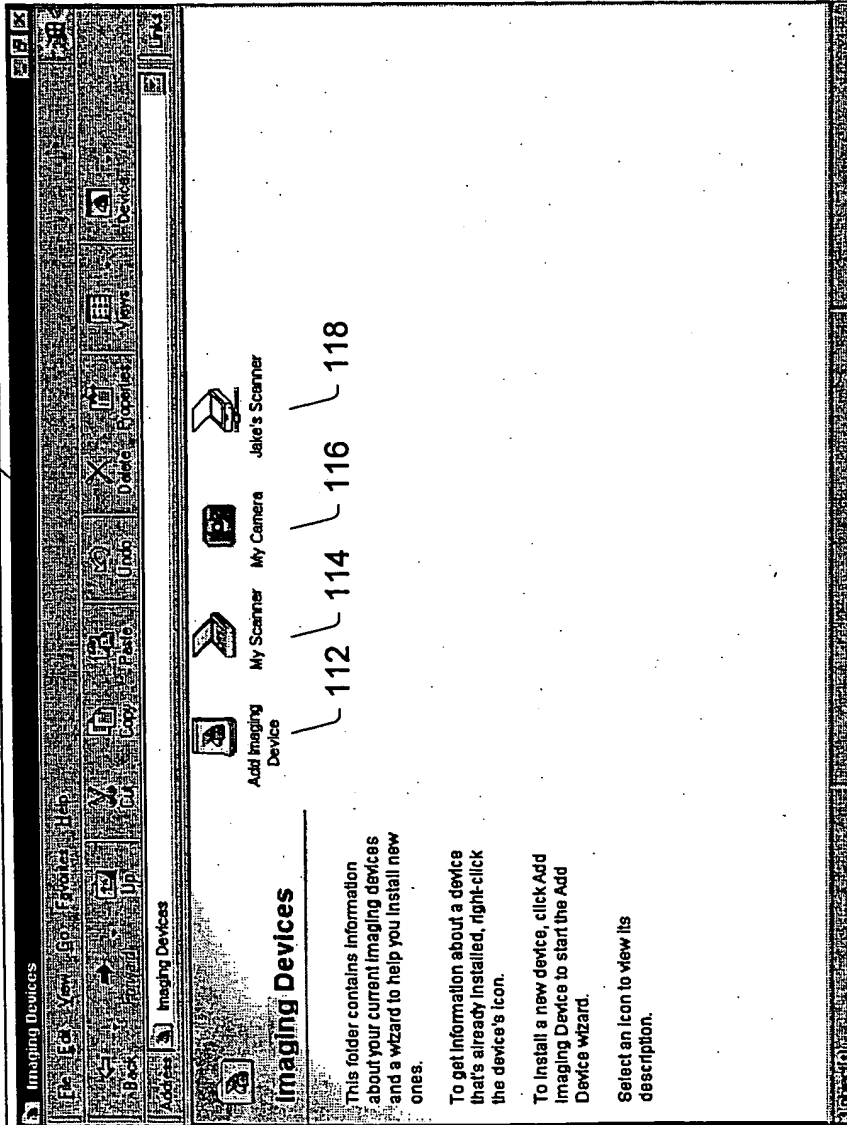 Imaging Devices
File Edit View Go Favorites Help
Back Forward Up Cut Copy Paste Undo Delete Properties Views Devices
Address Imaging Devices Links
Imaging Devices
This folder contains information
about your current imaging devices
and a wizard to help you install new
ones.
To get information about a device
that's already installed, right-click
the device's icon.
To install a new device, click Add
Imaging Device to start the Add
Device wizard.
Select an icon to view its
description.
Add Imaging
Device
My Scanner
My Camera
Jake's Scanner
112
114
116
118